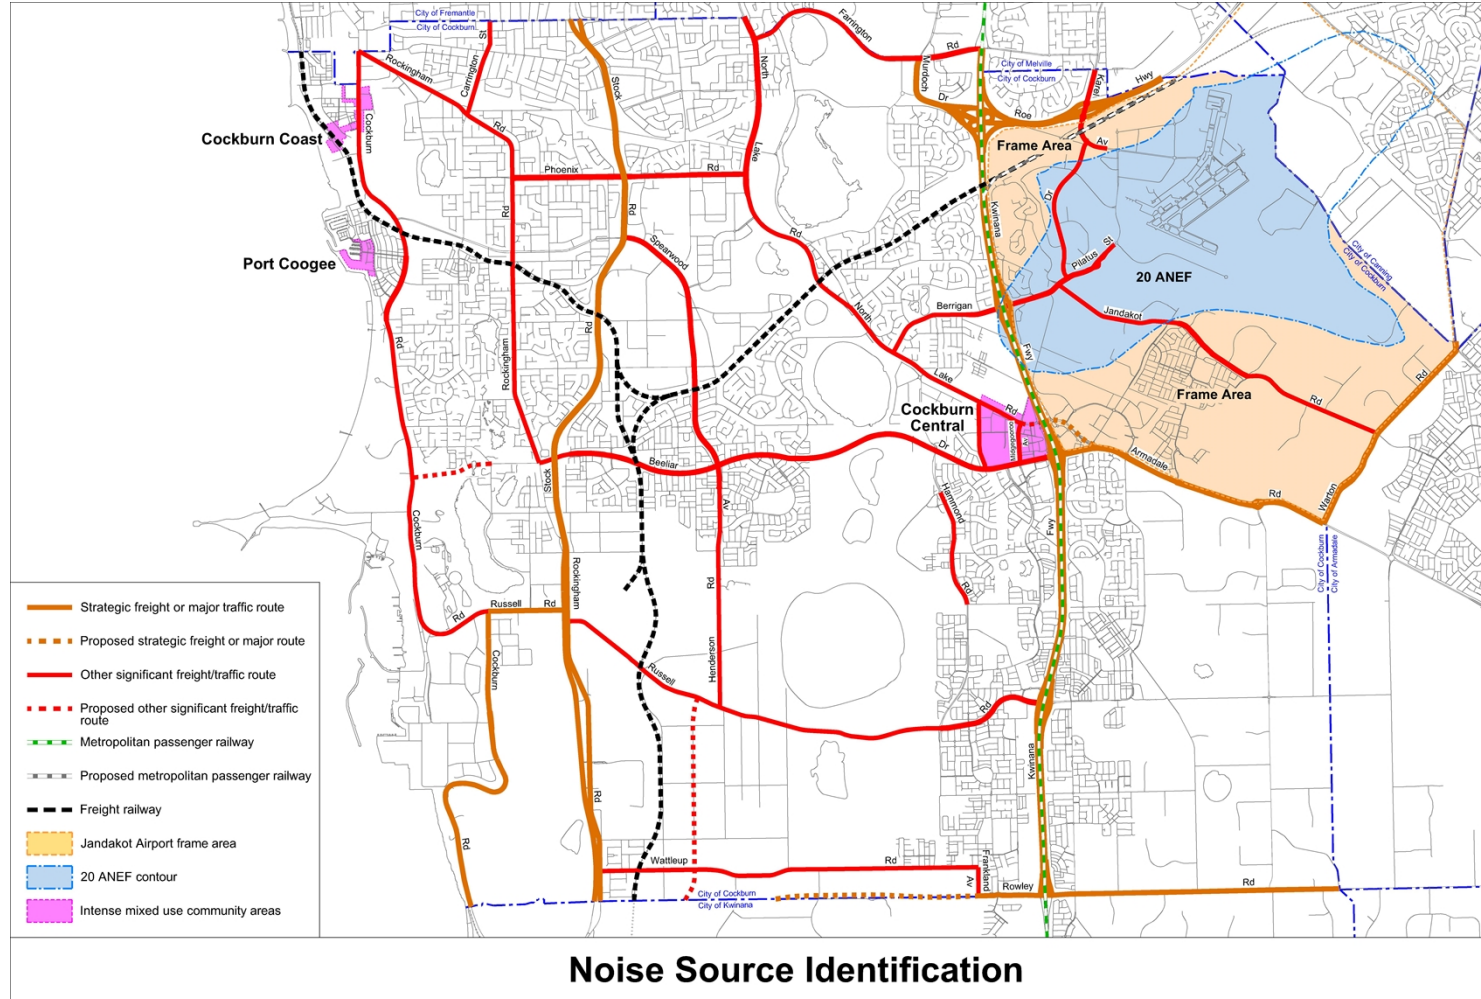 City of Fremantle
City of Cockburn
St
Carrington
Rockingham
Rd
Stock
Rd
North
Lake
Rd
Farrington
Rd
Murdoch
Dr
City of Melville
City of Cockburn
Karel
Av
Roe
Hwy
Frame Area
Cockburn Coast
Cockburn
Rd
Phoenix
Rd
Rd
Rockingham
Port Coogee
Spearwood
Av
Rd
Kwinana
Fwy
Dr
Pilatus
St
20 ANEF
City of Canning
City of Cockburn
Berrigan
Jandakot
Rd
North
Lake
Rd
Frame Area
Cockburn
Central
Midgegooroo
Av
Beeliar
Dr
Armadale
Rd
Warton
Rd
Stock
Cockburn
Rd
Hammond
Rd
Fwy
City of Cockburn
City of Armadale
Rockingham
Rd
Russell
Rd
Cockburn
Rd
Russell
Rd
Henderson
Rd
Kwinana
Wattleup
Rd
Frankland
Av
Rowley
Rd
City of Cockburn
City of Kwinana
Strategic freight or major traffic route
Proposed strategic freight or major route
Other significant freight/traffic route
Proposed other significant freight/traffic
route
Metropolitan passenger railway
Proposed metropolitan passenger railway
Freight railway
Jandakot Airport frame area
20 ANEF contour
Intense mixed use community areas
Noise Source Identification